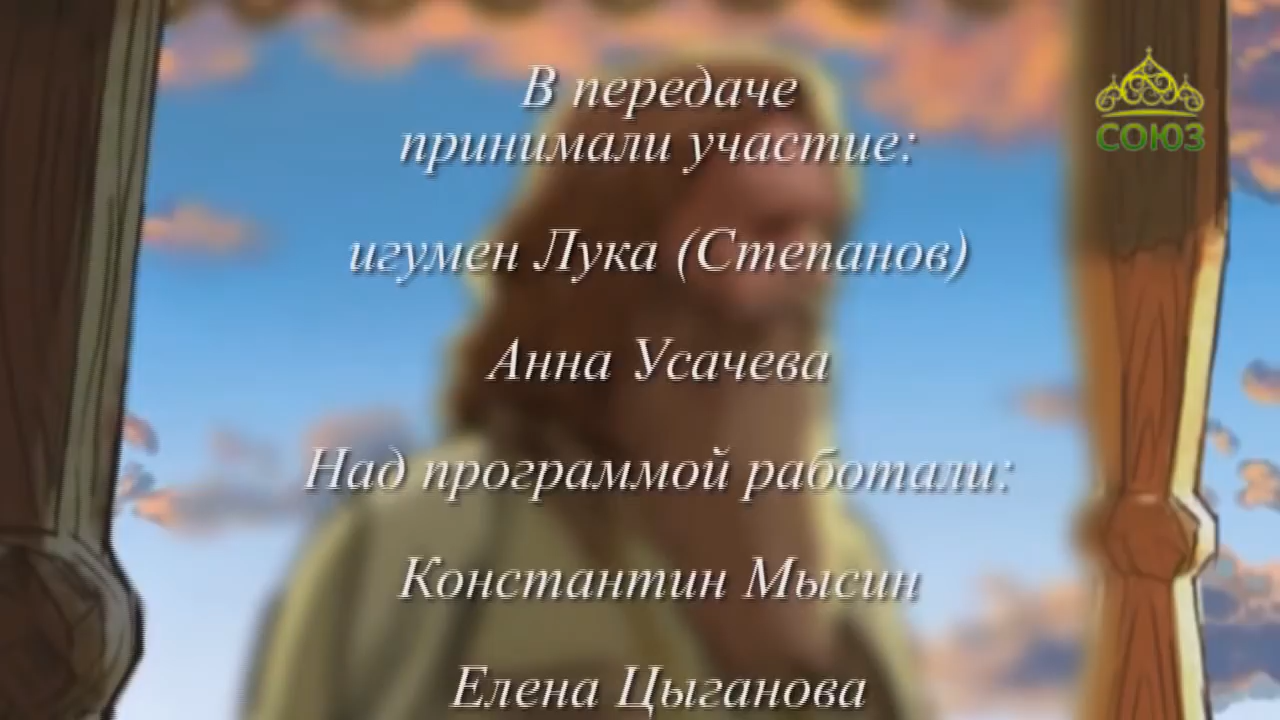 В передаче
принимали участие:
игумен Лука (Степанов)
Анна Усачева
Над программой работали:
Константин Мысин
Елена Цыганова
СОЮЗ